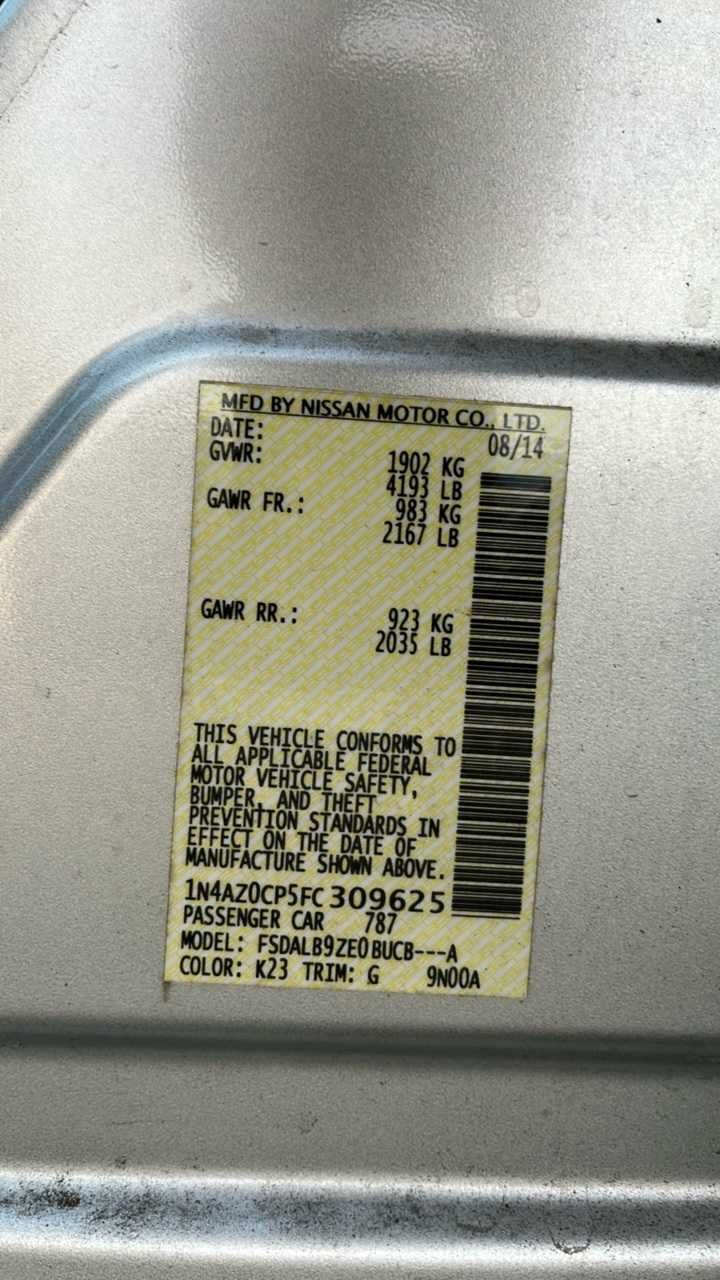 MFD BY NISSAN MOTOR CO., LTD.
DATE: 08/14
GVWR: 1902 KG
4193 LB
GAWR FR.: 983 KG
2167 LB
GAWR RR.: 923 KG
2035 LB
THIS VEHICLE CONFORMS TO
ALL APPLICABLE FEDERAL
MOTOR VEHICLE SAFETY,
BUMPER, AND THEFT
PREVENTION STANDARDS IN
EFFECT ON THE DATE OF
MANUFACTURE SHOWN ABOVE.
1N4AZ0CP5FC309625
PASSENGER CAR 787
MODEL: FSDALB9ZE0BUCB---A
COLOR: K23 TRIM: G 9N00A